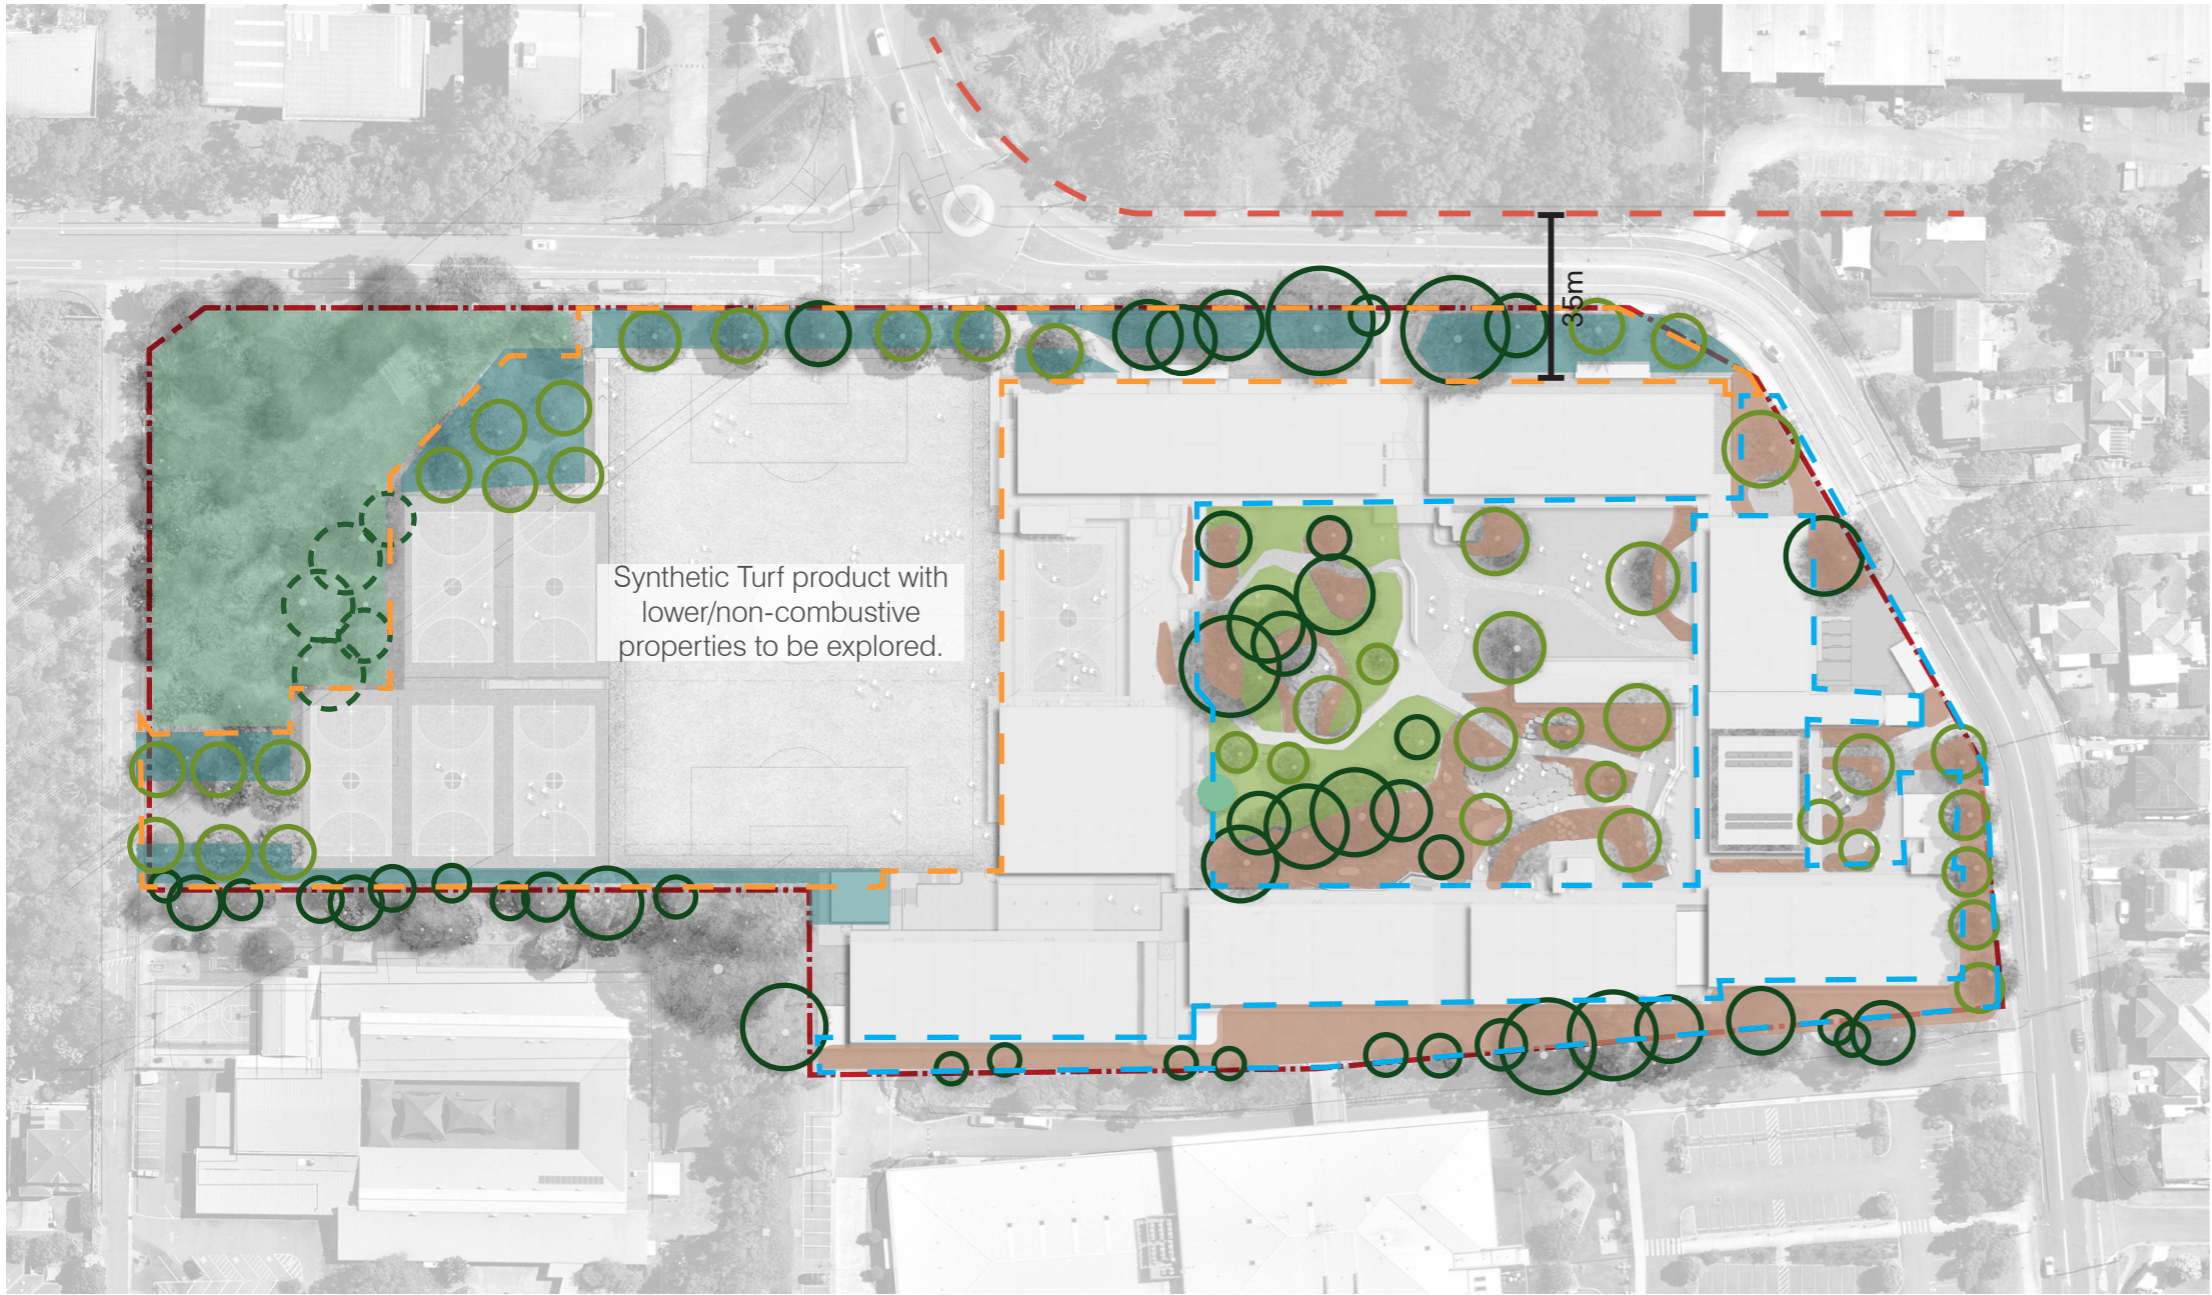 35m
Synthetic Turf product with
lower/non-combustive
properties to be explored.